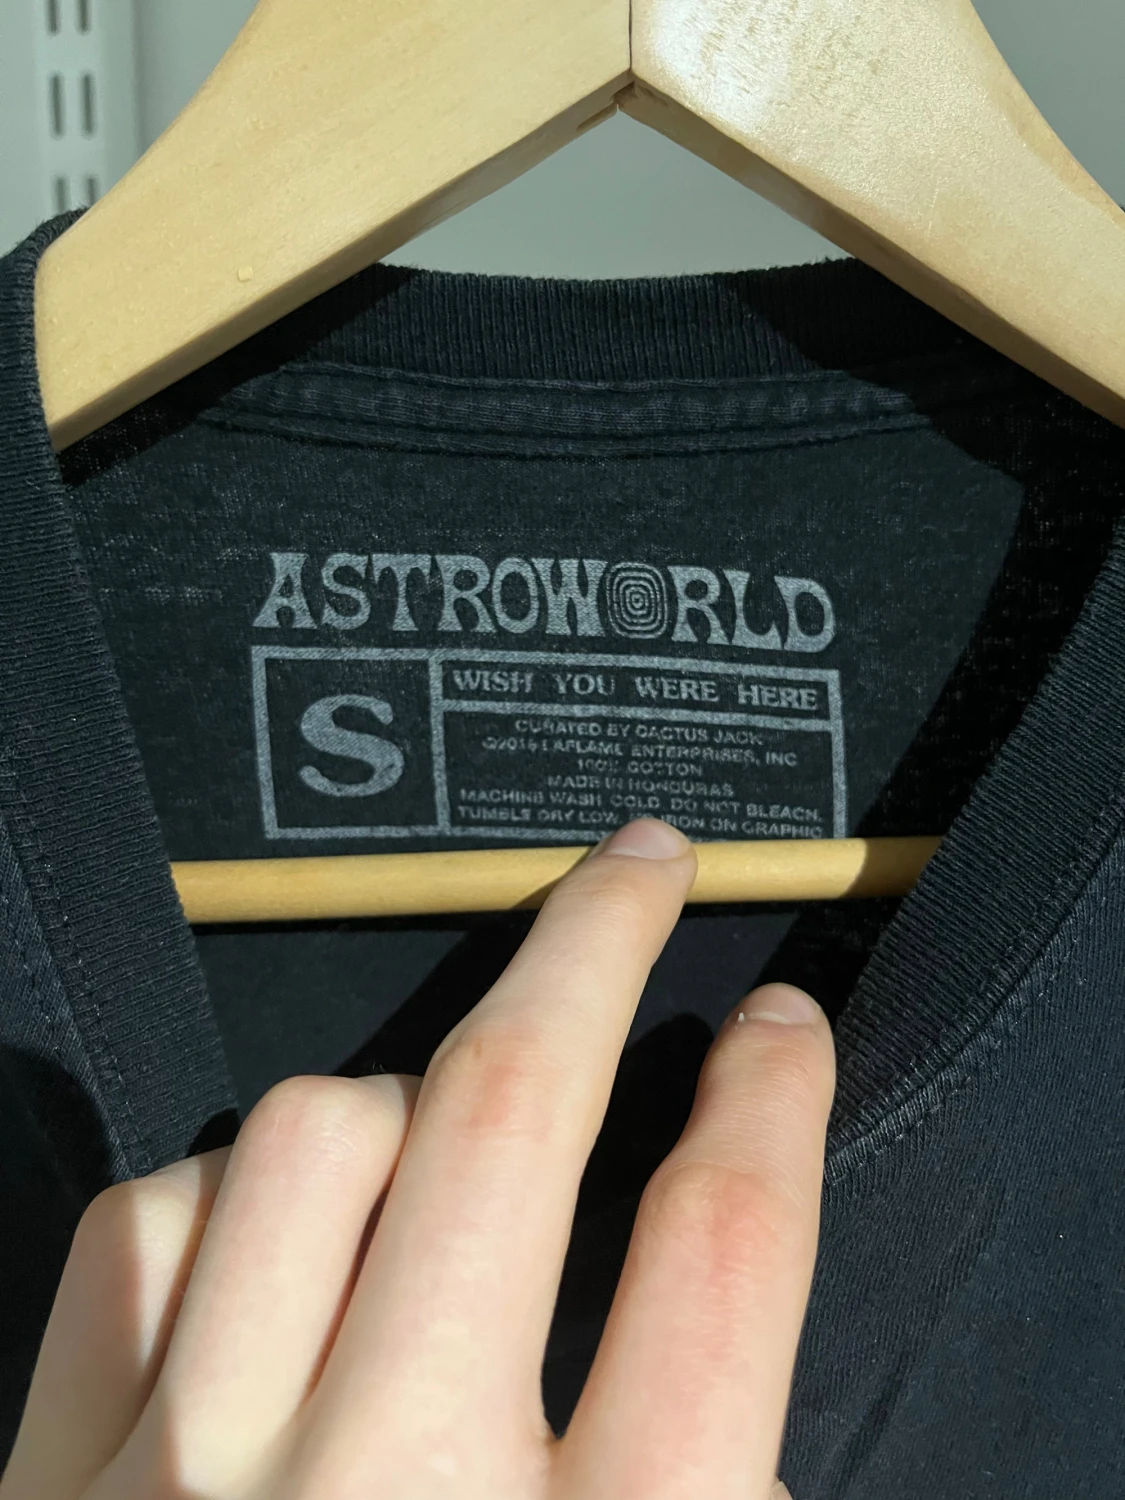 ASTROWORLD
S
WISH YOU WERE HERE
CURATED BY CACTUS JACK
LAFLAME ENTERPRISES, INC
100% COTTON
MADE IN HONDURAS
MACHINE WASH COLD. DO NOT BLEACH.
TUMBLE DRY LOW. IRON ON GRAPHIC